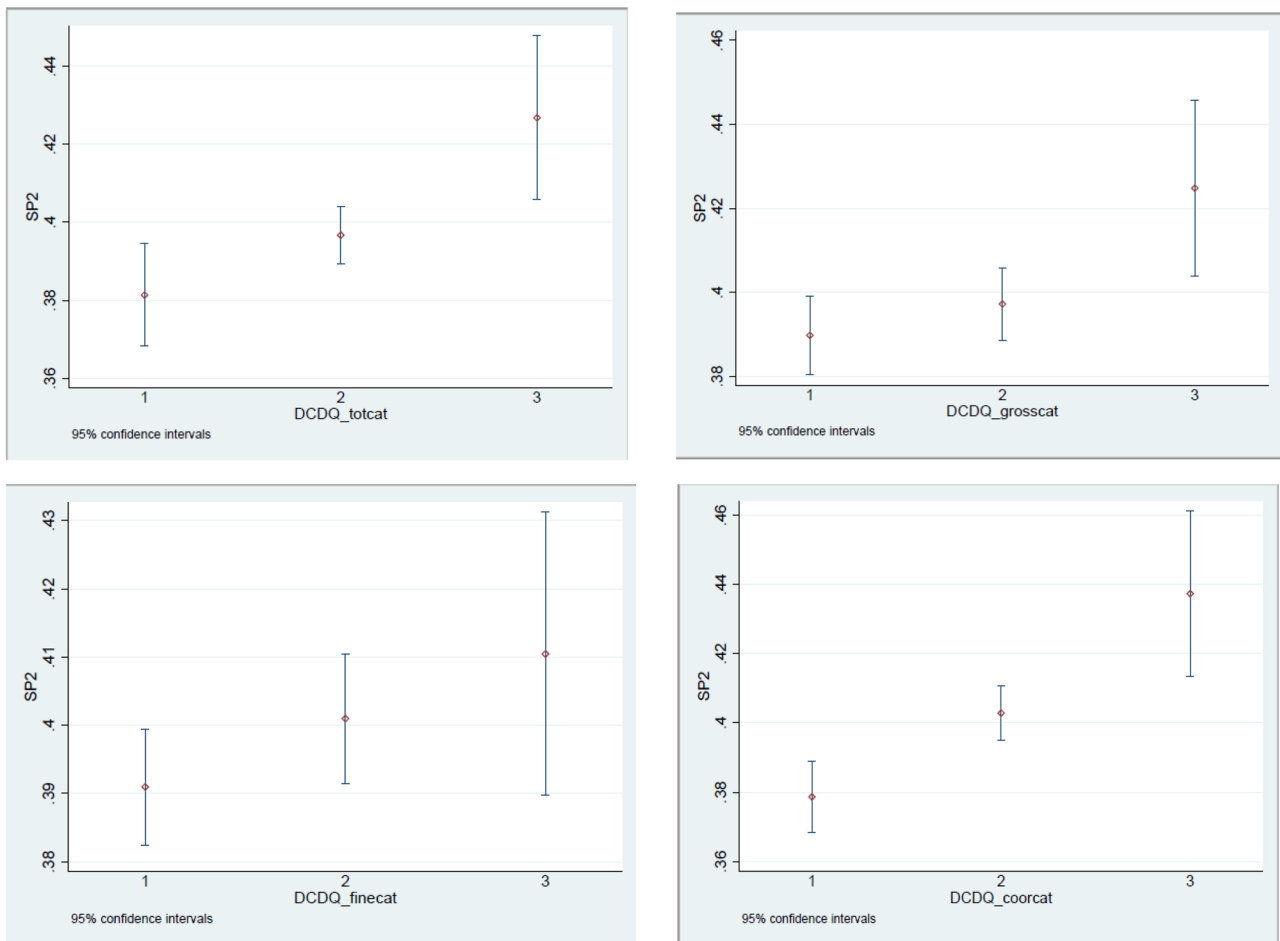 .44
.42
.4
.38
.36
SP2
1 2 3
DCDQ_totcat
95% confidence intervals
.46
.44
.42
.4
.38
SP2
1 2 3
DCDQ_grosscat
95% confidence intervals
.43
.42
.41
.4
.39
.38
SP2
1 2 3
DCDQ_finecat
95% confidence intervals
.46
.44
.42
.4
.38
.36
SP2
1 2 3
DCDQ_coorcat
95% confidence intervals